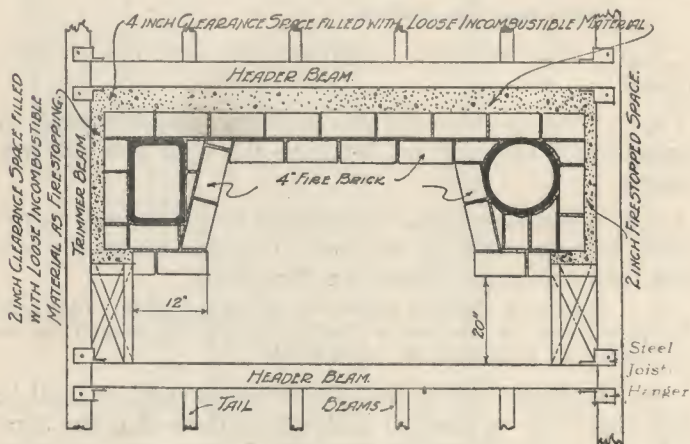 4 INCH CLEARANCE SPACE FILLED WITH LOOSE INCOMBUSTIBLE MATERIAL
HEADER BEAM.
2 INCH CLEARANCE SPACE FILLED
WITH LOOSE INCOMBUSTIBLE
MATERIAL AS FIRESTOPPING.
TRIMMER BEAM.
4" FIRE BRICK
2 INCH FIRESTOPPED SPACE.
12"
20"
Steel
Joist
Hanger
HEADER BEAM.
TAIL BEAMS